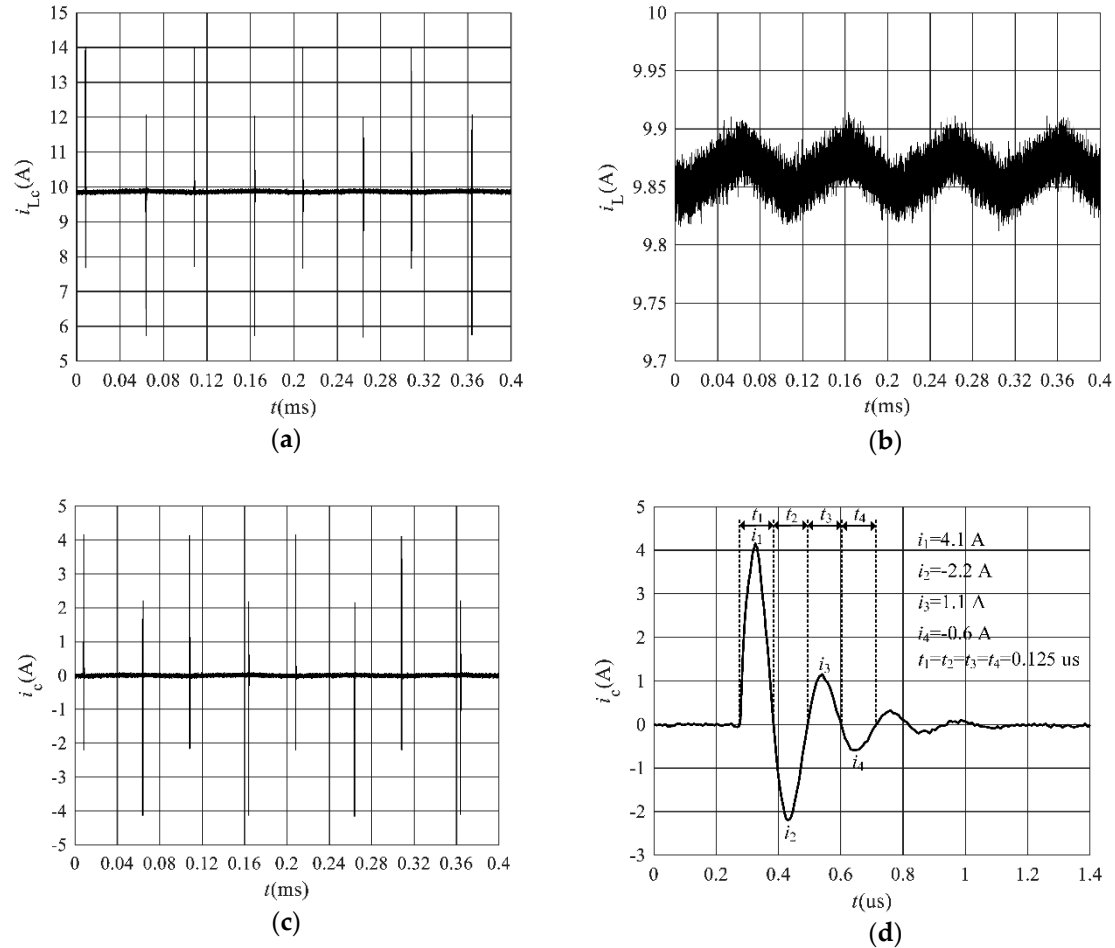 15
14
13
12
11
10
9
8
7
6
5
i_Lc(A)
0 0.04 0.08 0.12 0.16 0.2 0.24 0.28 0.32 0.36 0.4
t(ms)
(a)
10
9.95
9.9
9.85
9.8
9.75
9.7
i_L(A)
0 0.04 0.08 0.12 0.16 0.2 0.24 0.28 0.32 0.36 0.4
t(ms)
(b)
5
4
3
2
1
0
-1
-2
-3
-4
-5
i_c(A)
0 0.04 0.08 0.12 0.16 0.2 0.24 0.28 0.32 0.36 0.4
t(ms)
(c)
5
4
3
2
1
0
-1
-2
-3
i_c(A)
t₁ t₂ t₃ t₄
i₁
i₂
i₃
i₄
i₁=4.1 A
i₂=-2.2 A
i₃=1.1 A
i₄=-0.6 A
t₁=t₂=t₃=t₄=0.125 us
0 0.2 0.4 0.6 0.8 1 1.2 1.4
t(us)
(d)